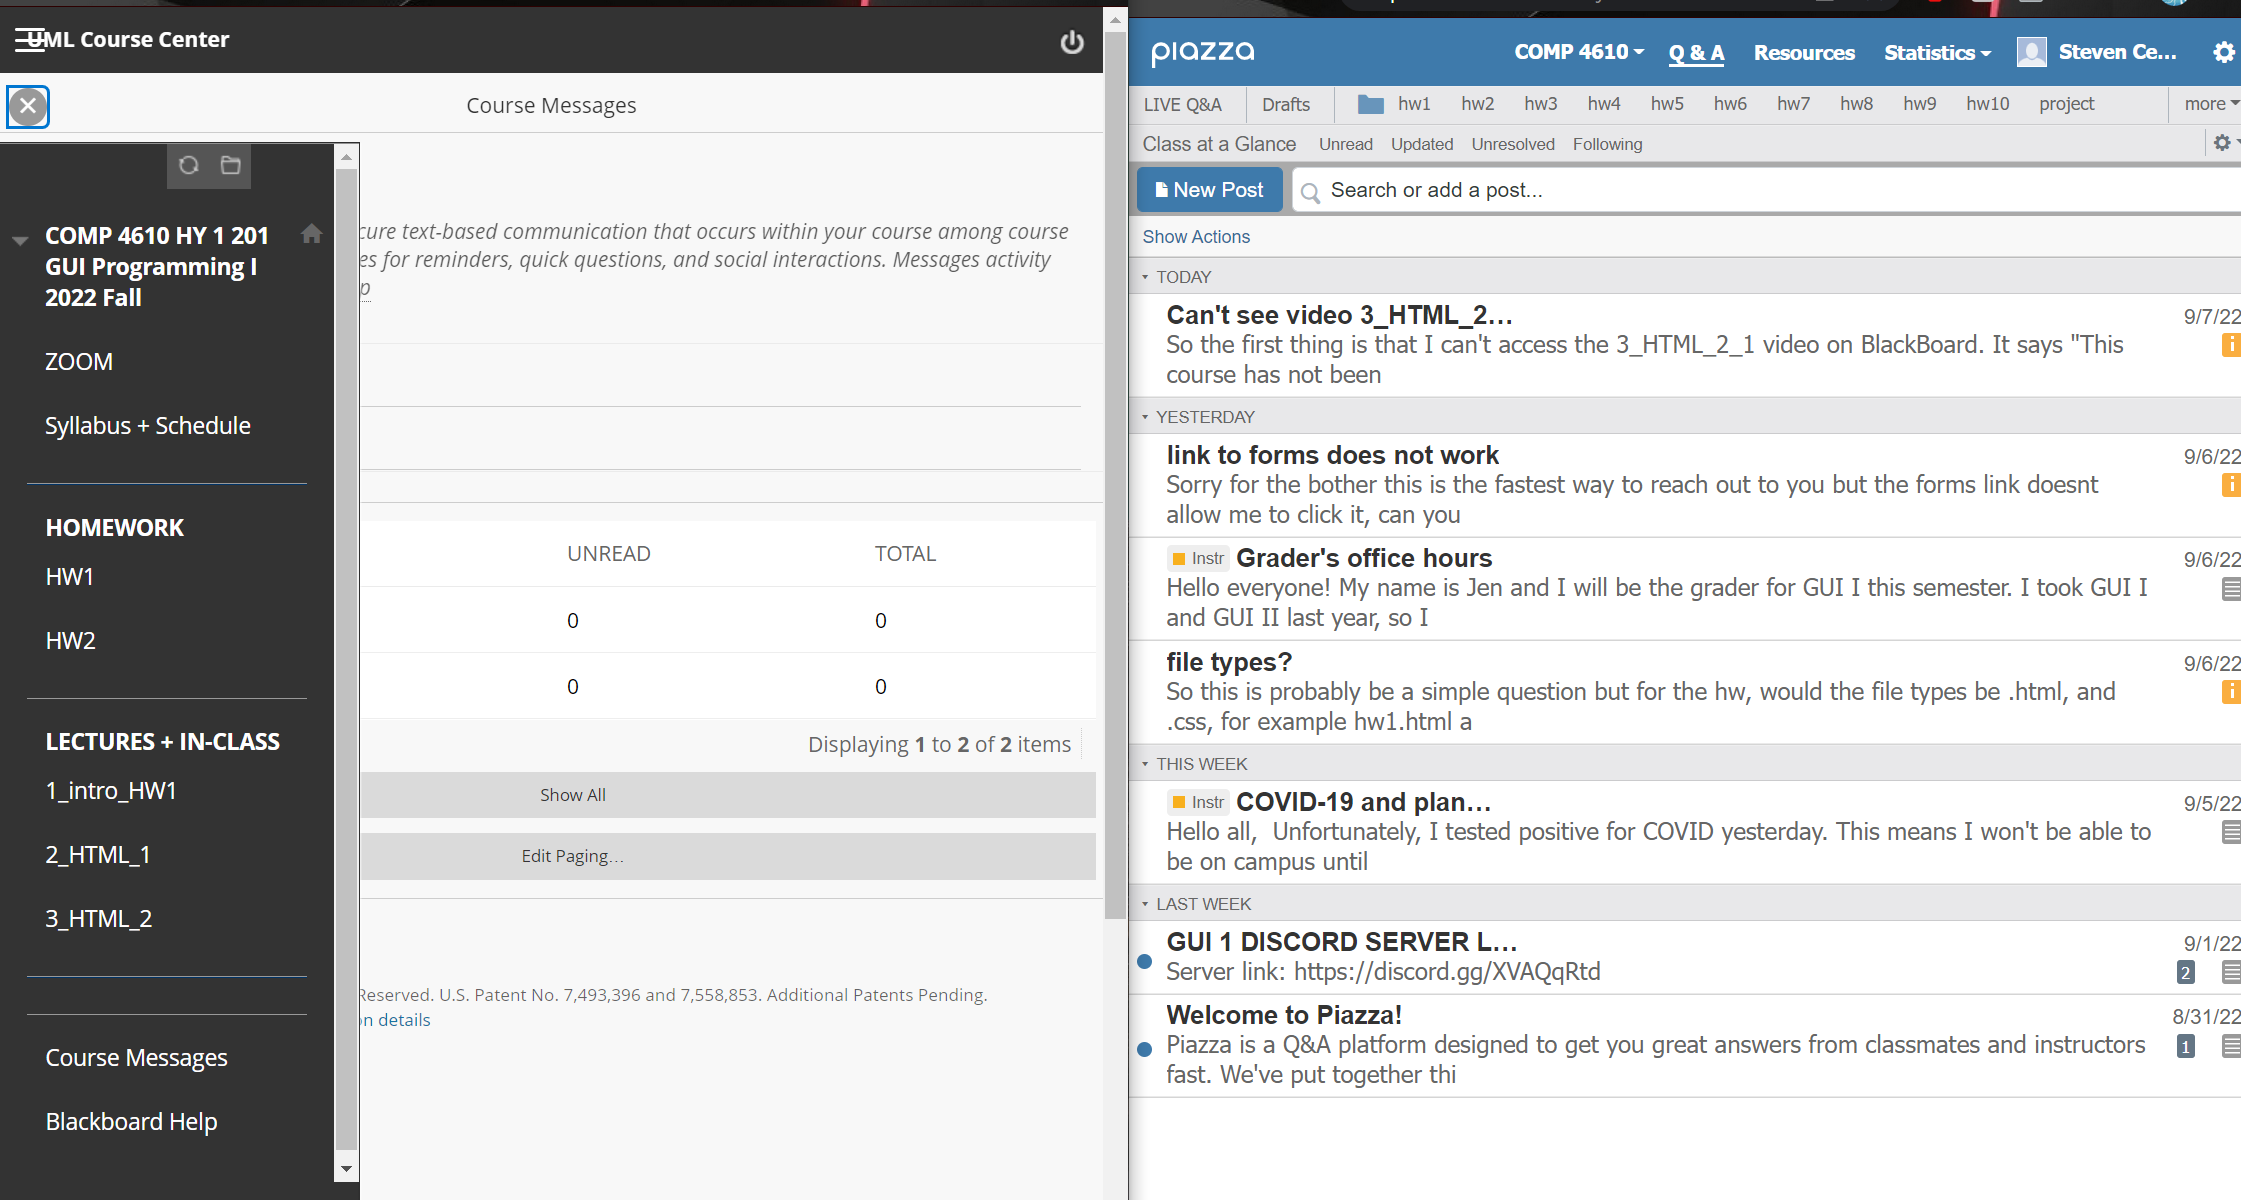 UML Course Center
Course Messages
COMP 4610 HY 1 201
GUI Programming I
2022 Fall
ZOOM
Syllabus + Schedule
HOMEWORK
HW1
HW2
LECTURES + IN-CLASS
1_intro_HW1
2_HTML_1
3_HTML_2
Course Messages
Blackboard Help
cure text-based communication that occurs within your course among course
es for reminders, quick questions, and social interactions. Messages activity
p
UNREAD TOTAL
0 0
0 0
Displaying 1 to 2 of 2 items
Show All
Edit Paging...
Reserved. U.S. Patent No. 7,493,396 and 7,558,853. Additional Patents Pending.
on details
piazza COMP 4610 Q & A Resources Statistics Steven Ce...
LIVE Q&A Drafts hw1 hw2 hw3 hw4 hw5 hw6 hw7 hw8 hw9 hw10 project more
Class at a Glance Unread Updated Unresolved Following
New Post Search or add a post...
Show Actions
TODAY
Can't see video 3_HTML_2... 9/7/22
So the first thing is that I can't access the 3_HTML_2_1 video on BlackBoard. It says "This i
course has not been
YESTERDAY
link to forms does not work 9/6/22
Sorry for the bother this is the fastest way to reach out to you but the forms link doesnt i
allow me to click it, can you
Instr Grader's office hours 9/6/22
Hello everyone! My name is Jen and I will be the grader for GUI I this semester. I took GUI I
and GUI II last year, so I
file types? 9/6/22
So this is probably be a simple question but for the hw, would the file types be .html, and i
.css, for example hw1.html a
THIS WEEK
Instr COVID-19 and plan... 9/5/22
Hello all, Unfortunately, I tested positive for COVID yesterday. This means I won't be able to
be on campus until
LAST WEEK
GUI 1 DISCORD SERVER L... 9/1/22
Server link: https://discord.gg/XVAQqRtd 2
Welcome to Piazza! 8/31/22
Piazza is a Q&A platform designed to get you great answers from classmates and instructors 1
fast. We've put together thi